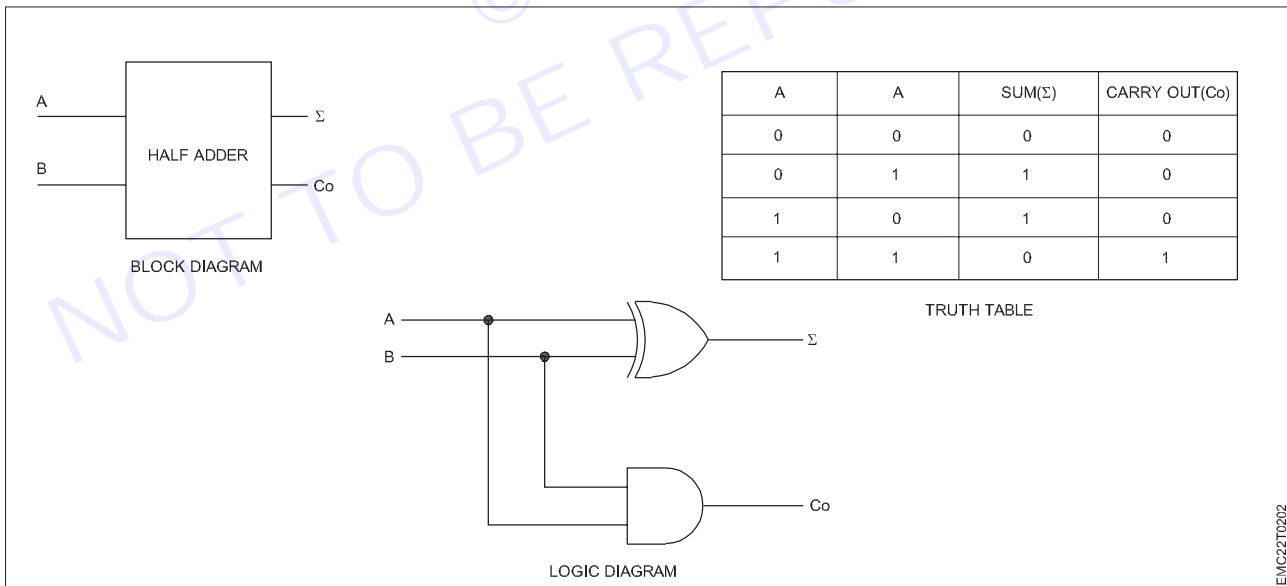 © 
NOT TO BE REPU
A
B
HALF ADDER
Σ
Co
BLOCK DIAGRAM
A A SUM(Σ) CARRY OUT(Co)
0 0 0 0
0 1 1 0
1 0 1 0
1 1 0 1
TRUTH TABLE
A
B
Σ
Co
LOGIC DIAGRAM
EMC22T0202